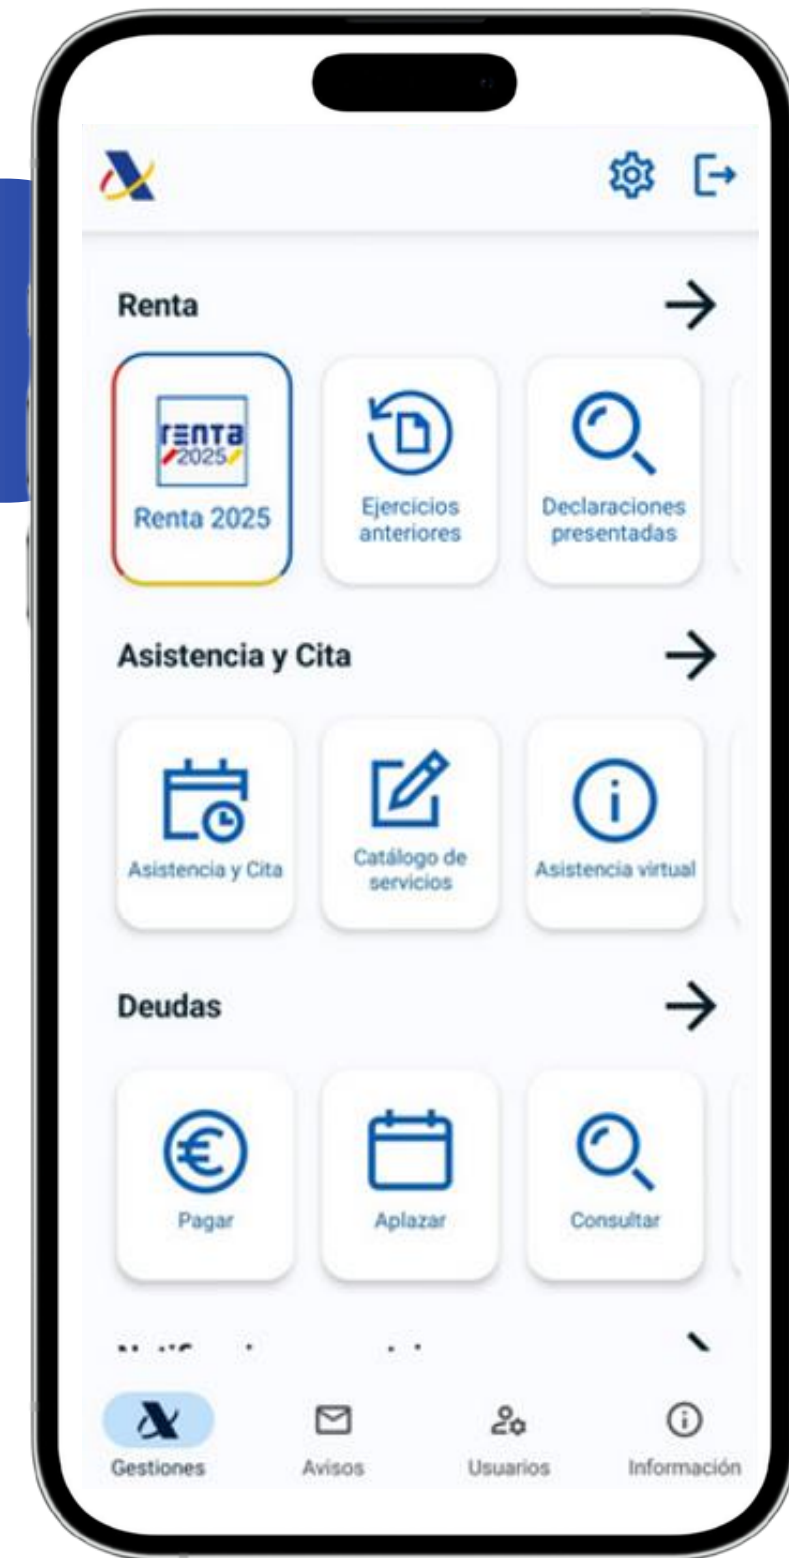 Renta
renta
2025
Renta 2025
Ejercicios
anteriores
Declaraciones
presentadas
Asistencia y Cita
Asistencia y Cita
Catálogo de
servicios
Asistencia virtual
Deudas
Pagar
Aplazar
Consultar
Gestiones
Avisos
Usuarios
Información